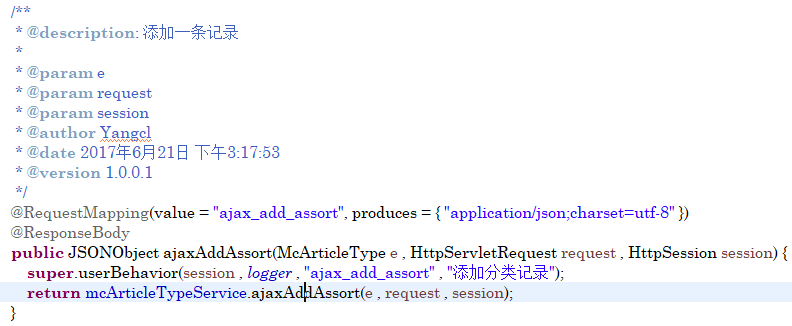 /**
* @description: 添加一条记录
*
* @param e
* @param request
* @param session
* @author Yangcl
* @date 2017年6月21日 下午3:17:53
* @version 1.0.0.1
*/
@RequestMapping(value = "ajax_add_assort", produces = { "application/json;charset=utf-8" })
@ResponseBody
public JSONObject ajaxAddAssort(McArticleType e , HttpServletRequest request , HttpSession session) {
super.userBehavior(session , logger , "ajax_add_assort" , "添加分类记录");
return mcArticleTypeService.ajaxAddAssort(e , request , session);
}